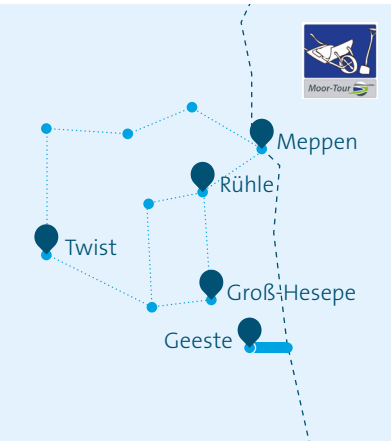 Moor-Tour
Meppen
Rühle
Twist
Groß-Hesepe
Geeste